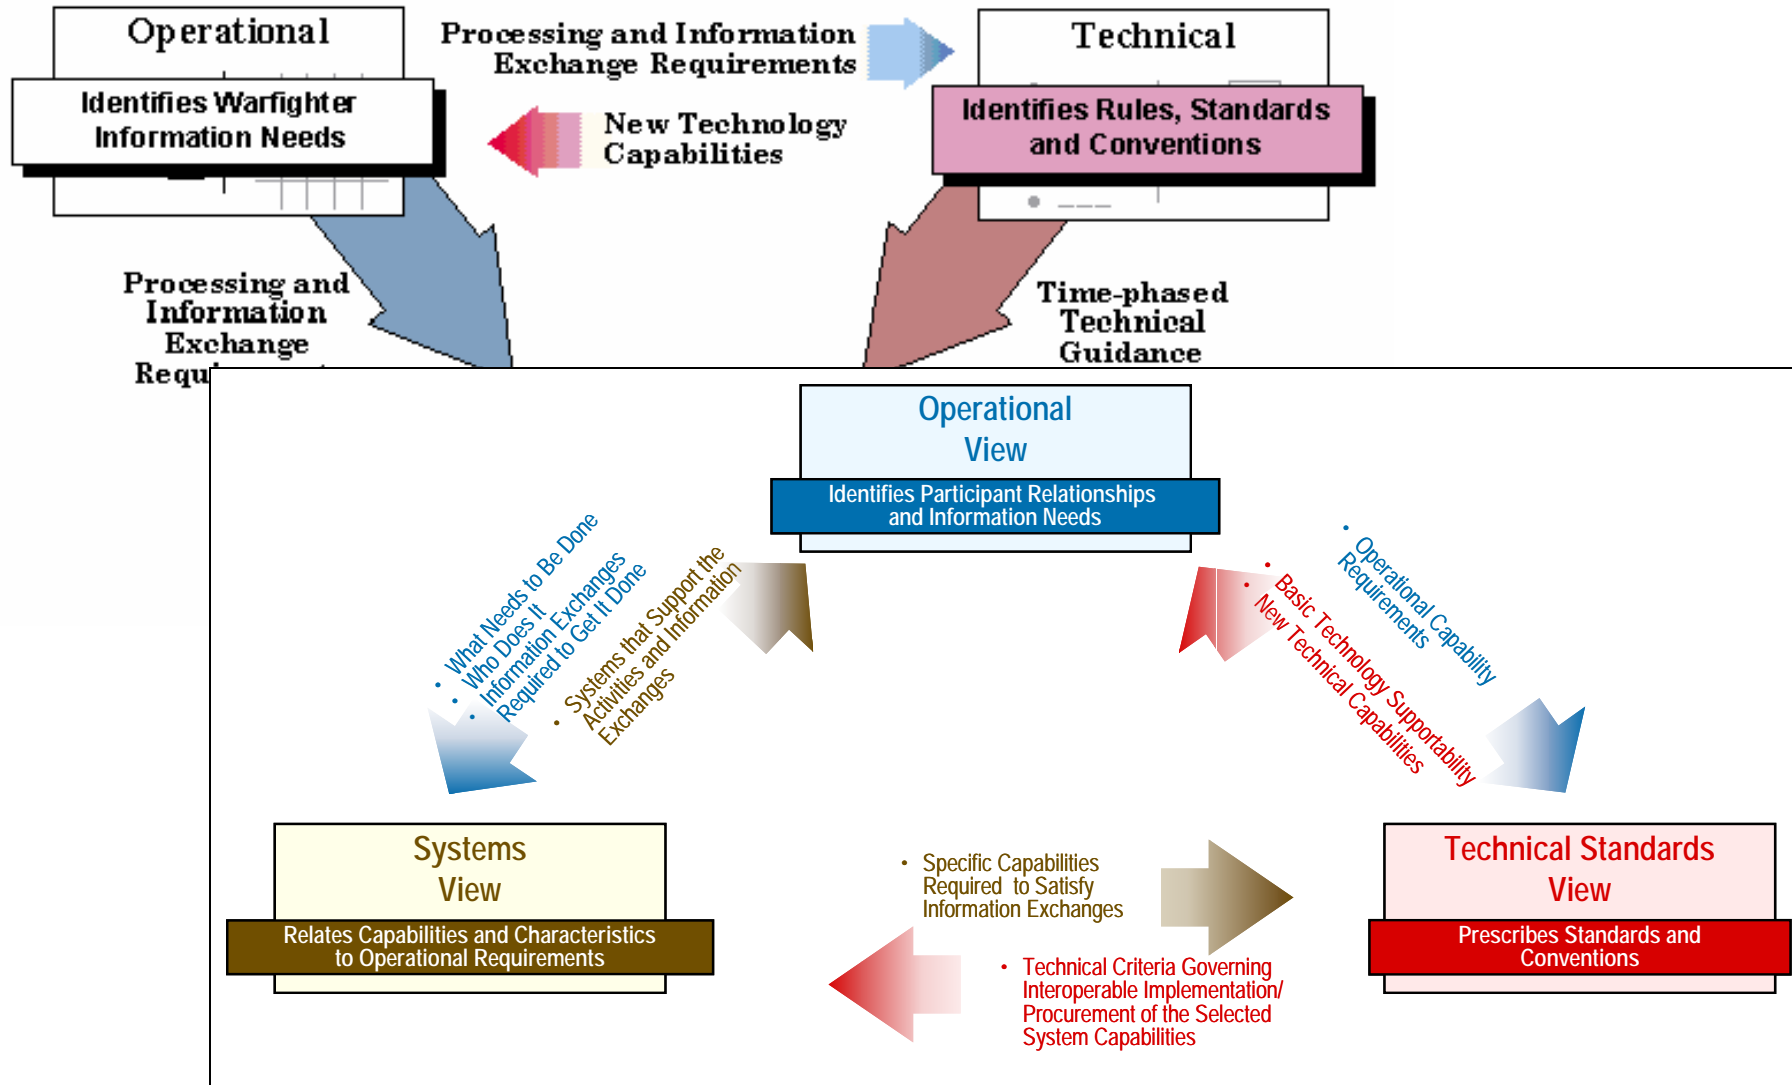 Operational
Identifies Warfighter
Information Needs
Processing and Information
Exchange Requirements
New Technology
Capabilities
Technical
Identifies Rules, Standards
and Conventions
Processing and
Information
Exchange
Time-phased
Technical
Guidance
Operational
View
Identifies Participant Relationships
and Information Needs
• What Needs to Be Done
• Who Does It
• Information Exchanges
Required to Get It Done
• Systems that Support the
Activities and Information
Exchanges
• Operational Capability
Requirements
• Basic Technology Supportability
• New Technical Capabilities
Systems
View
Relates Capabilities and Characteristics
to Operational Requirements
• Specific Capabilities
Required to Satisfy
Information Exchanges
• Technical Criteria Governing
Interoperable Implementation/
Procurement of the Selected
System Capabilities
Technical Standards
View
Prescribes Standards and
Conventions